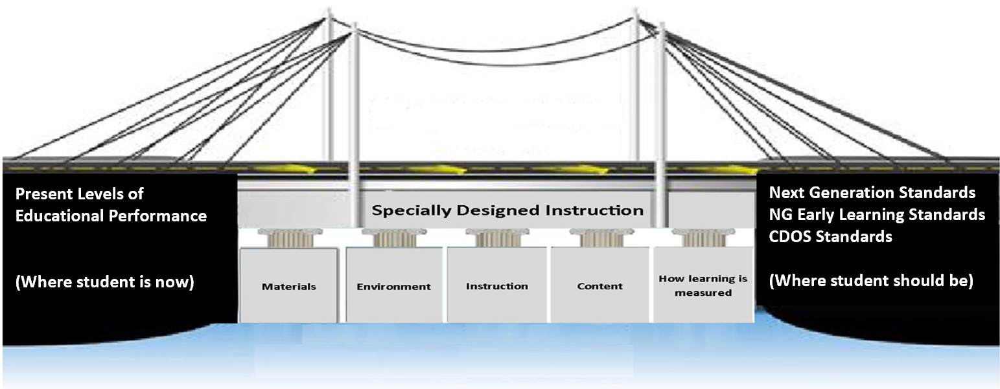 Present Levels of
Educational Performance
(Where student is now)
Specially Designed Instruction
Materials
Environment
Instruction
Content
How learning is
measured
Next Generation Standards
NG Early Learning Standards
CDOS Standards
(Where student should be)